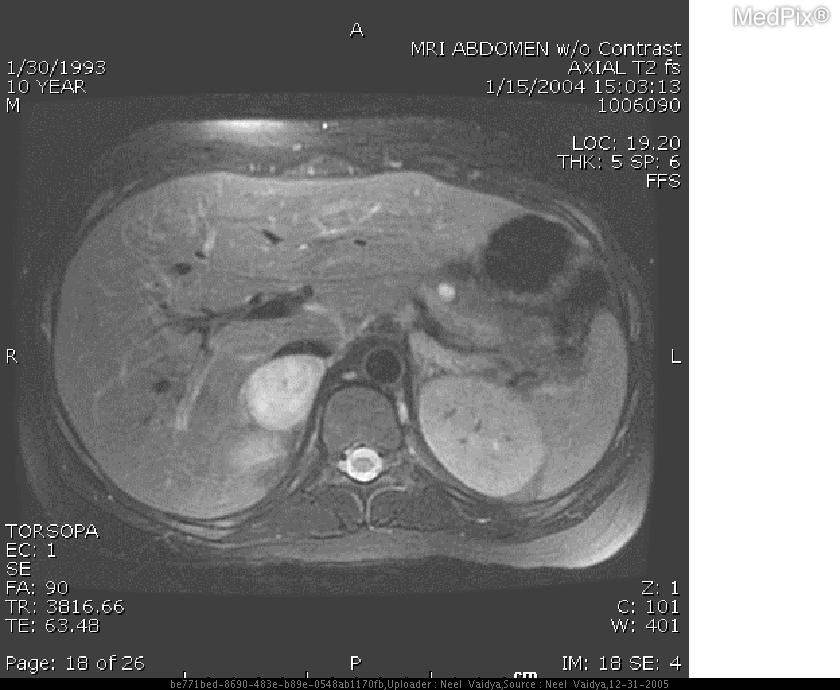 MedPix®
A
MRI ABDOMEN w/o Contrast
1/30/1993
AXIAL T2 fs
10 YEAR
1/15/2004 15:03:13
M
1006090
LOC: 19.20
THK: 5 SP: 6
FFS
R
L
TORSOPA
EC: 1
SE
FA: 90
Z: 1
TR: 3816.66
C: 101
TE: 63.48
W: 401
Page: 18 of 26
P
IM: 18 SE: 4
cm
be771bed-8690-483e-b89e-0548ab1170fb,Uploader : Neel Vaidya,Source : Neel Vaidya,12-31-2005